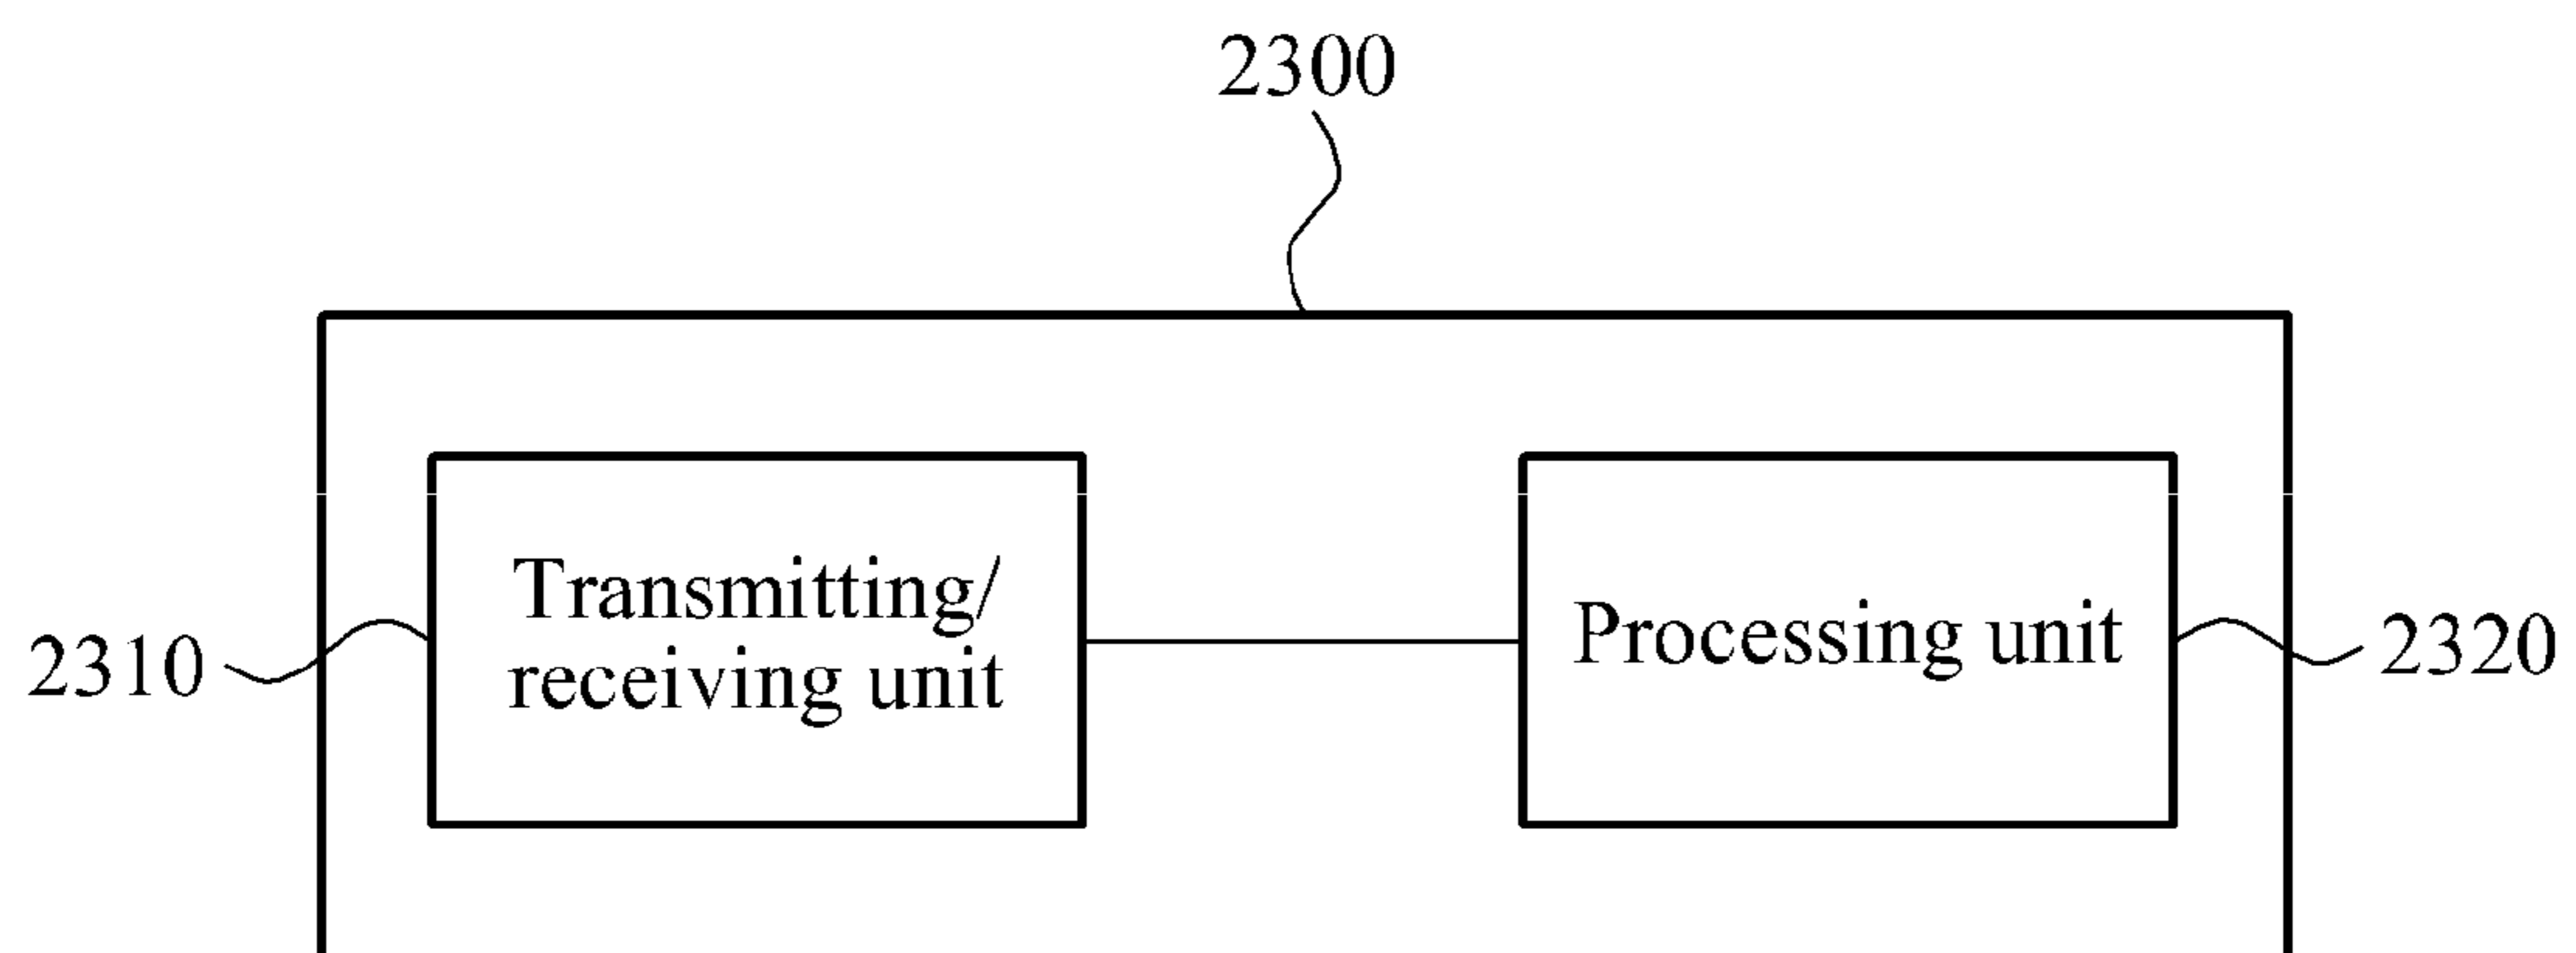 2300
Transmitting/
receiving unit
Processing unit
2310
2320